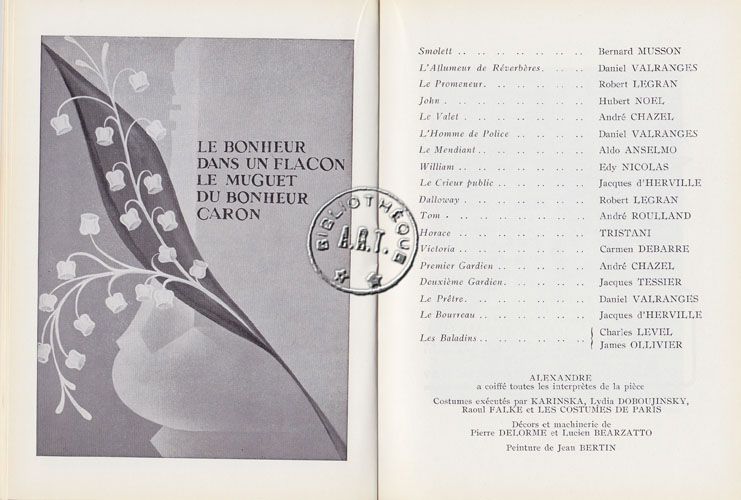 LE BONHEUR
DANS UN FLACON
LE MUGUET
DU BONHEUR
CARON
BIBLIOTHÈQUE
A.R.T.
Smolett .. .. .. .. .. .. .. Bernard MUSSON
L'Allumeur de Réverbères. .. .. .. Daniel VALRANGES
Le Promeneur. .. .. .. .. .. Robert LEGRAN
John . .. .. .. .. .. .. .. Hubert NOEL
Le Valet .. .. .. .. .. .. .. André CHAZEL
L'Homme de Police .. .. .. .. .. Daniel VALRANGES
Le Mendiant .. .. .. .. .. .. Aldo ANSELMO
William .. .. .. .. .. .. .. Edy NICOLAS
Le Crieur public .. .. .. .. .. Jacques d'HERVILLE
Dalloway . .. .. .. .. .. .. Robert LEGRAN
Tom . .. .. .. .. .. .. André ROULLAND
Horace .. .. .. .. .. .. .. TRISTANI
Victoria .. .. .. .. .. .. .. Carmen DEBARRE
Premier Gardien .. .. .. .. .. André CHAZEL
Deuxième Gardien. .. .. .. .. Jacques TESSIER
Le Prêtre. .. .. .. .. .. .. Daniel VALRANGES
Le Bourreau .. .. .. .. .. .. Jacques d'HERVILLE
Les Baladins .. .. .. .. .. .. { Charles LEVEL
James OLLIVIER
ALEXANDRE
a coiffé toutes les interprètes de la pièce
Costumes exécutés par KARINSKA, Lydia DOBOUJINSKY,
Raoul FALKE et LES COSTUMES DE PARIS
Décors et machinerie de
Pierre DELORME et Lucien BEARZATTO
Peinture de Jean BERTIN